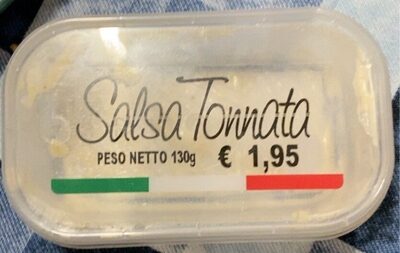 Salsa Tonnata
PESO NETTO 130g € 1,95